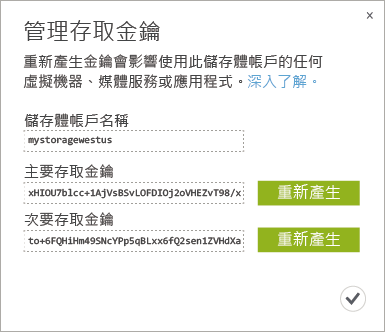 x
管理存取金鑰
重新產生金鑰會影響使用此儲存體帳戶的任何
虛擬機器、媒體服務或應用程式。深入了解。
儲存體帳戶名稱
mystoragewestus
主要存取金鑰
xHIOU7blcc+1AjVsBSvLOFDIOj2oVHEZvT98/x 重新產生
次要存取金鑰
to+6FQHiHm49SNcYPp5qBLxx6fQ2sen1ZVHdXa 重新產生